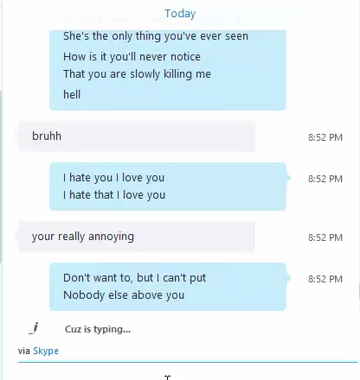 Today
She's the only thing you've ever seen
How is it you'll never notice
That you are slowly killing me
hell
bruhh
8:52 PM
I hate you I love you
I hate that I love you
8:52 PM
your really annoying
8:52 PM
Don't want to, but I can't put
Nobody else above you
8:52 PM
Cuz is typing...
via Skype